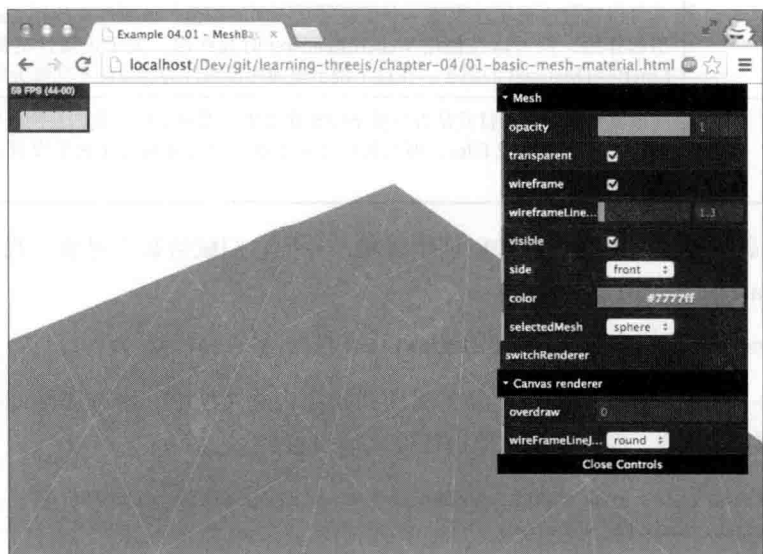 Example 04.01 - MeshBas ×
localhost/Dev/git/learning-threejs/chapter-04/01-basic-mesh-material.html
59 FPS (44-00)
Mesh
opacity 1
transparent
wireframe
wireframeLine... 1.3
visible
side front
color #7777ff
selectedMesh sphere
switchRenderer
Canvas renderer
overdraw 0
wireFrameLineJ... round
Close Controls